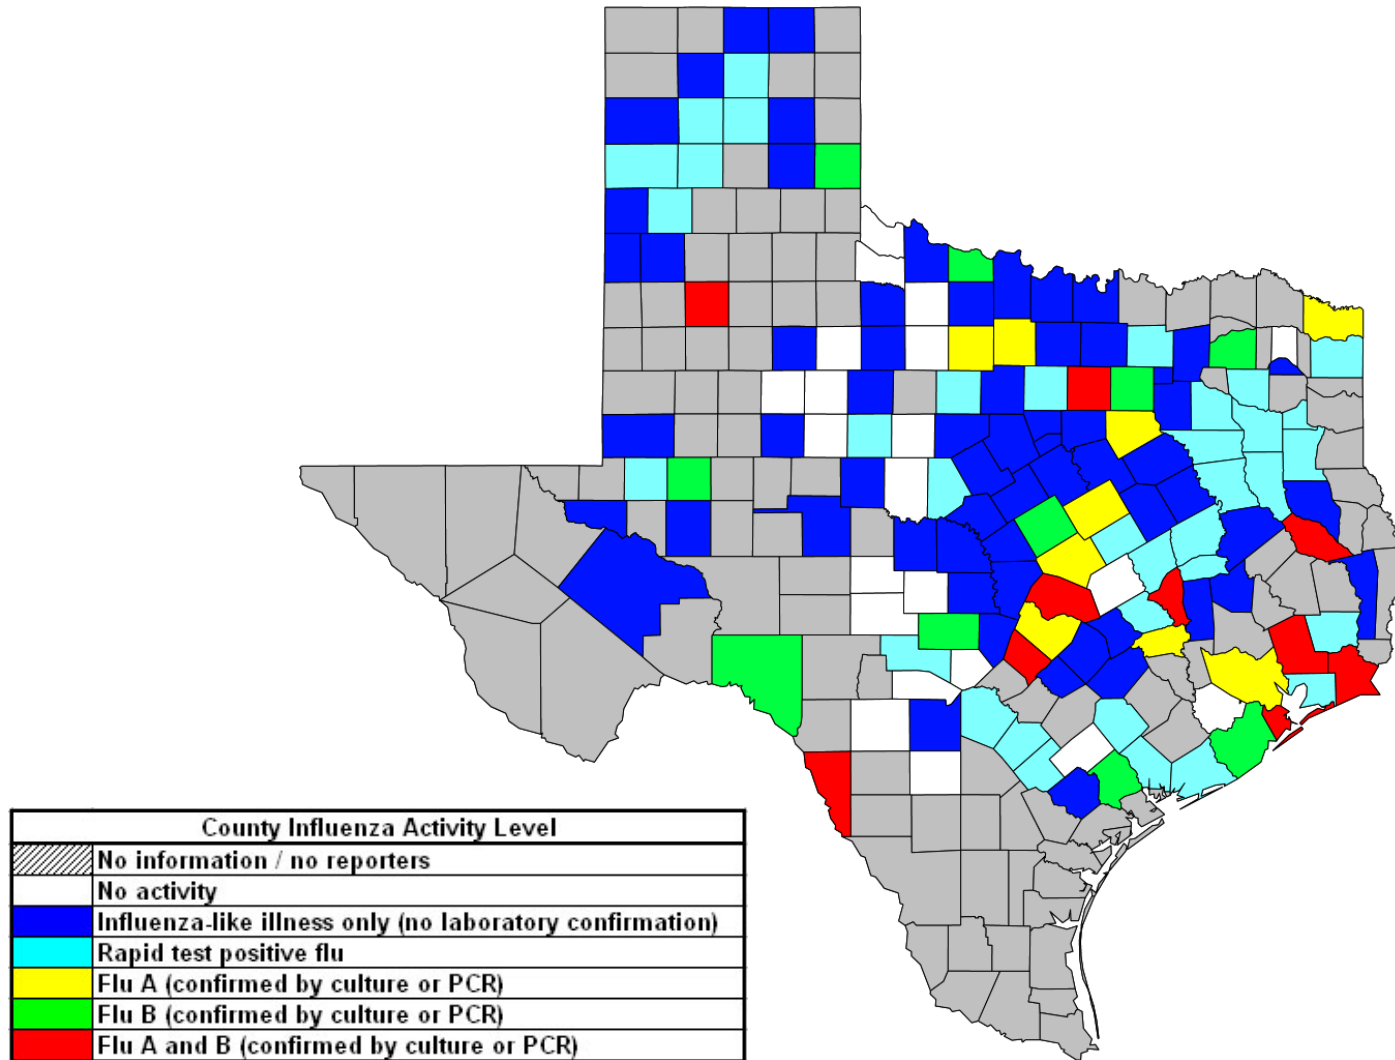 County Influenza Activity Level
No information / no reporters
No activity
Influenza-like illness only (no laboratory confirmation)
Rapid test positive flu
Flu A (confirmed by culture or PCR)
Flu B (confirmed by culture or PCR)
Flu A and B (confirmed by culture or PCR)